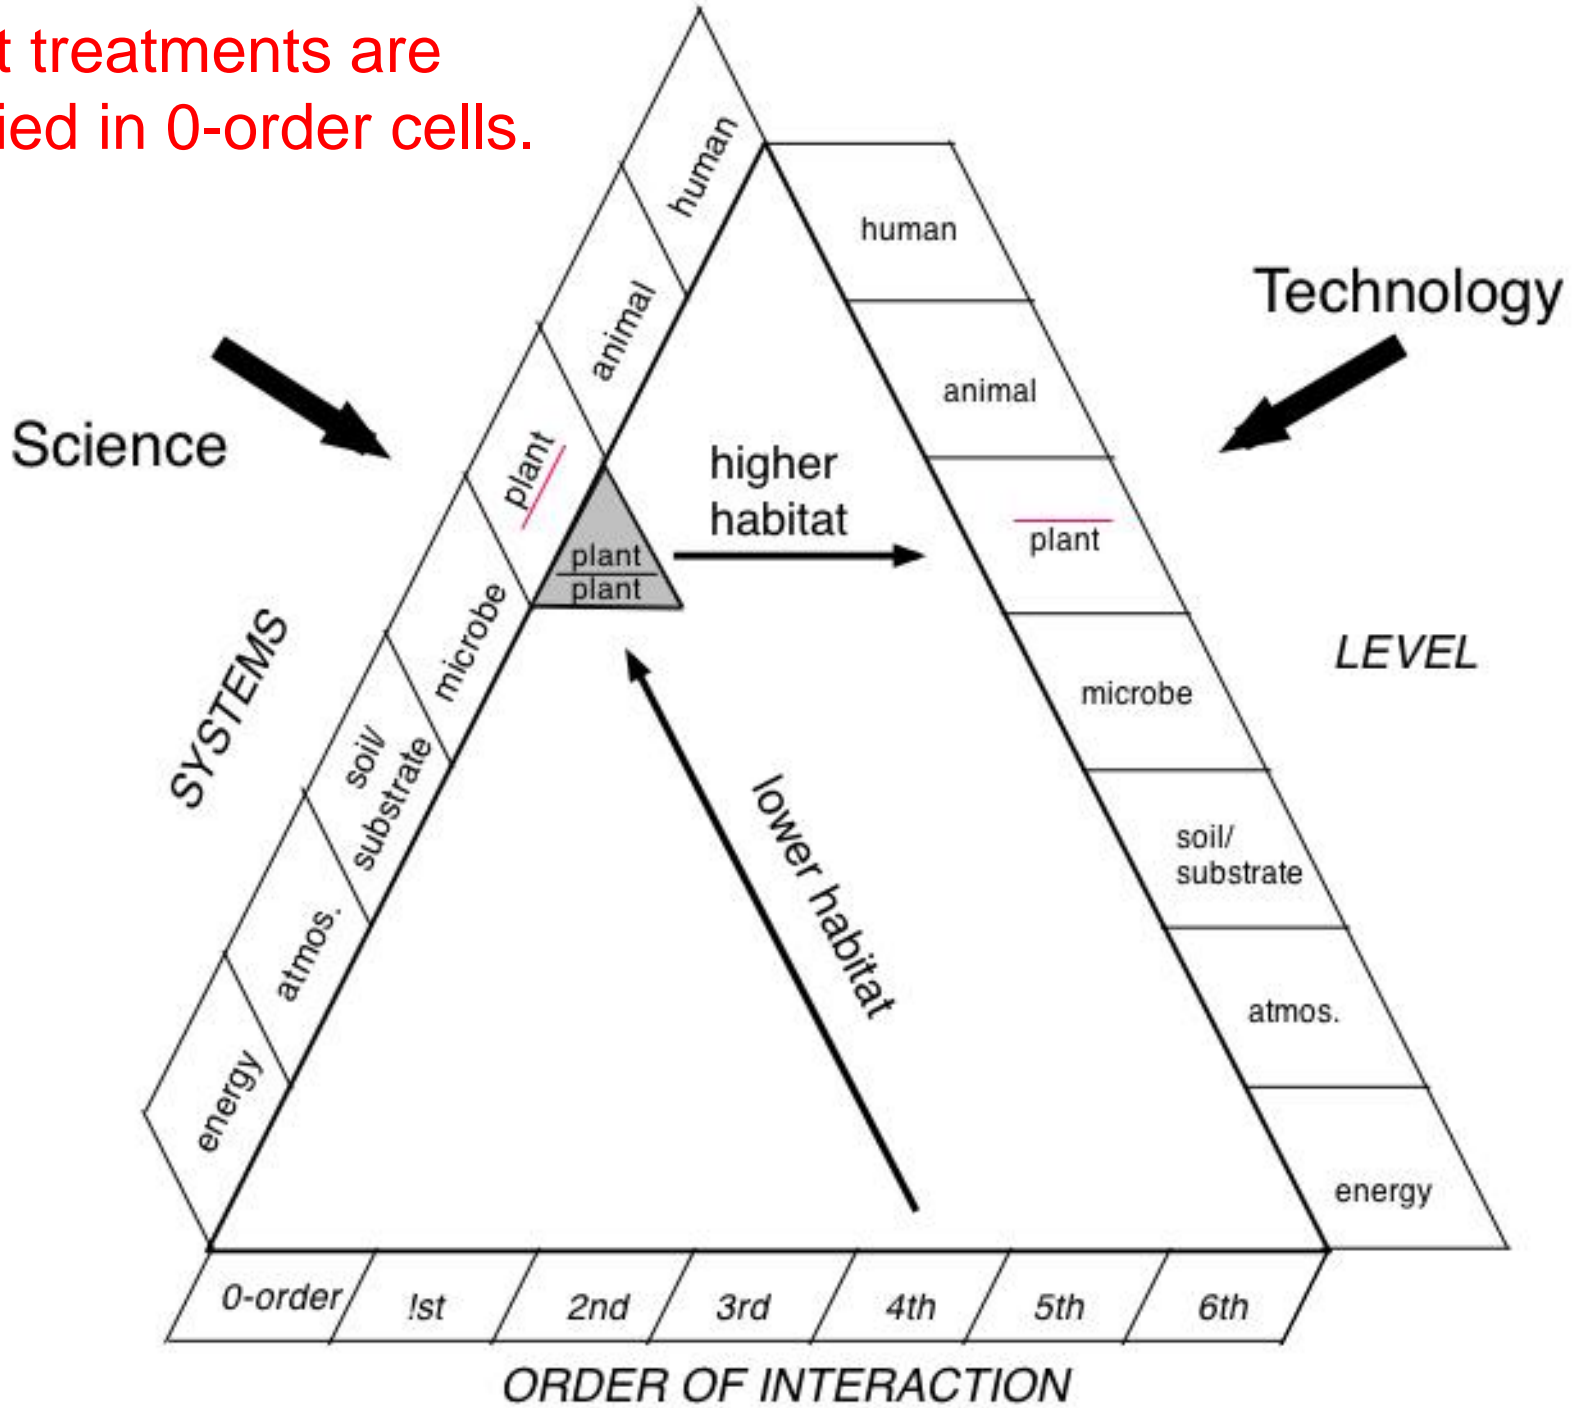 t treatments are
ied in 0-order cells.
human
animal
plant
microbe
soil/
substrate
atmos.
energy
Science
SYSTEMS
plant
plant
higher
habitat
lower habitat
Technology
LEVEL
human
animal
plant
microbe
soil/
substrate
atmos.
energy
0-order
!st
2nd
3rd
4th
5th
6th
ORDER OF INTERACTION